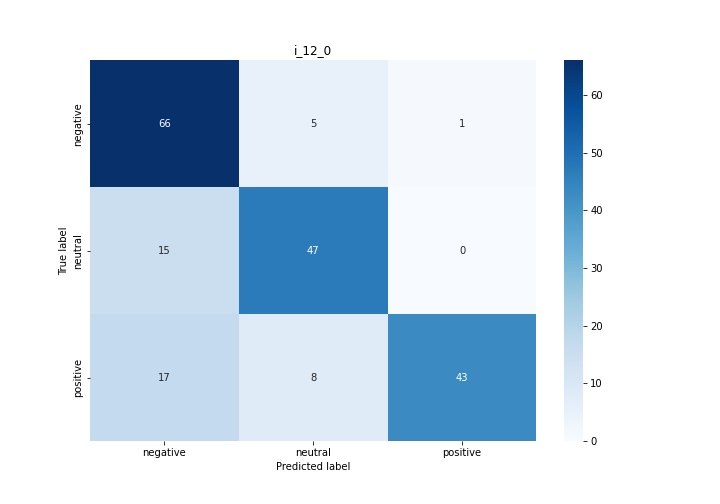 i_12_0
negative
66
5
1
True label
neutral
15
47
0
positive
17
8
43
negative
neutral
positive
Predicted label
60
50
40
30
20
10
0